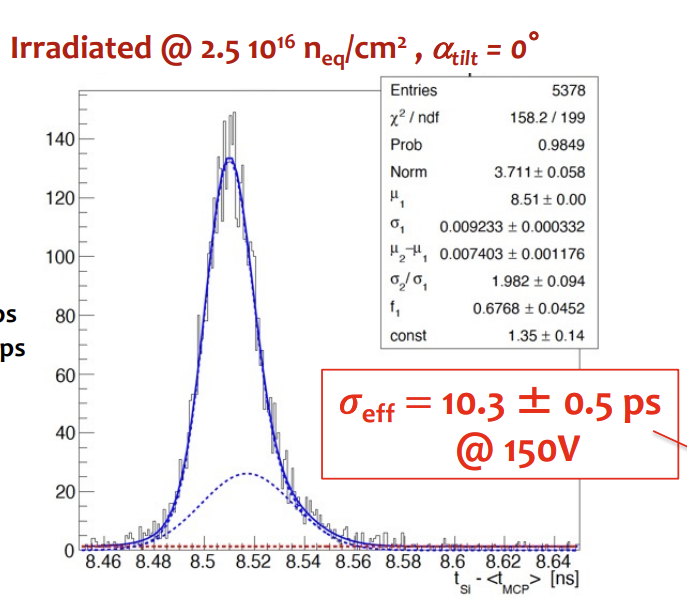 Irradiated @ 2.5 10¹⁶ n_eq/cm² , α_tilt = 0°
Entries 5378
χ² / ndf 158.2 / 199
Prob 0.9849
Norm 3.711 ± 0.058
μ₁ 8.51 ± 0.00
σ₁ 0.009233 ± 0.000332
μ₂-μ₁ 0.007403 ± 0.001176
σ₂/σ₁ 1.982 ± 0.094
f₁ 0.6768 ± 0.0452
const 1.35 ± 0.14
140
120
100
80
60
40
20
0
ps
ps
σ_eff = 10.3 ± 0.5 ps
@ 150V
8.46 8.48 8.5 8.52 8.54 8.56 8.58 8.6 8.62 8.64
t_Si - <t_MCP> [ns]